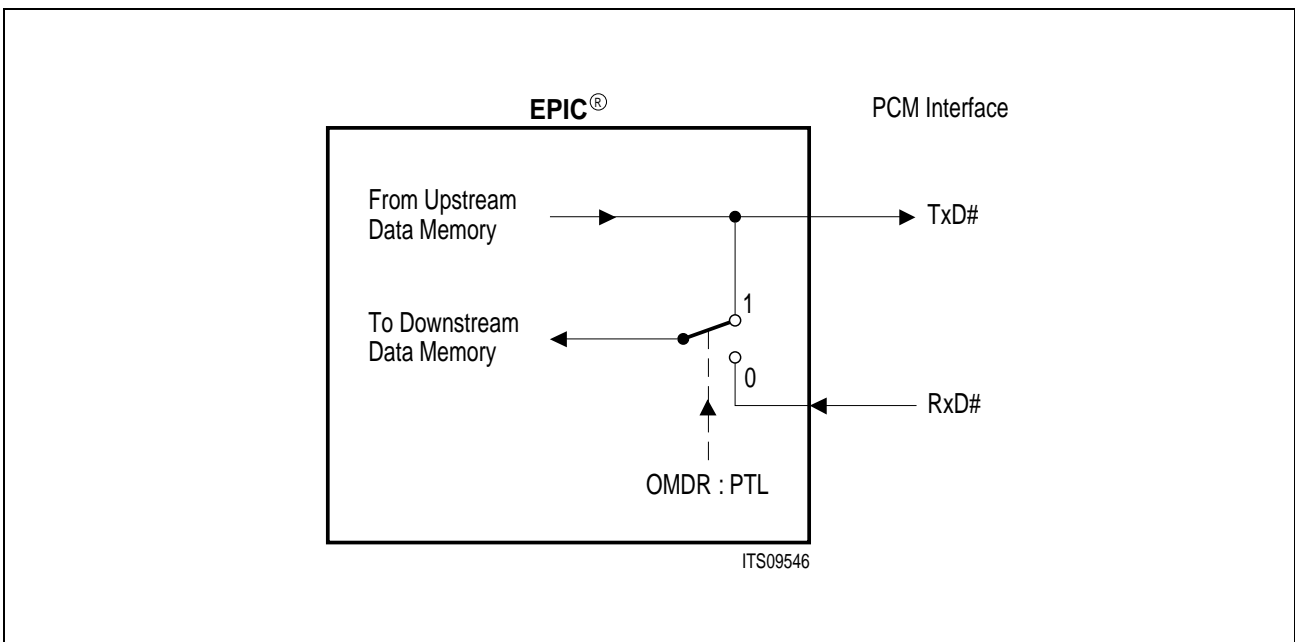 EPIC®
PCM Interface
From Upstream
Data Memory
TxD#
1
To Downstream
Data Memory
0
RxD#
OMDR : PTL
ITS09546